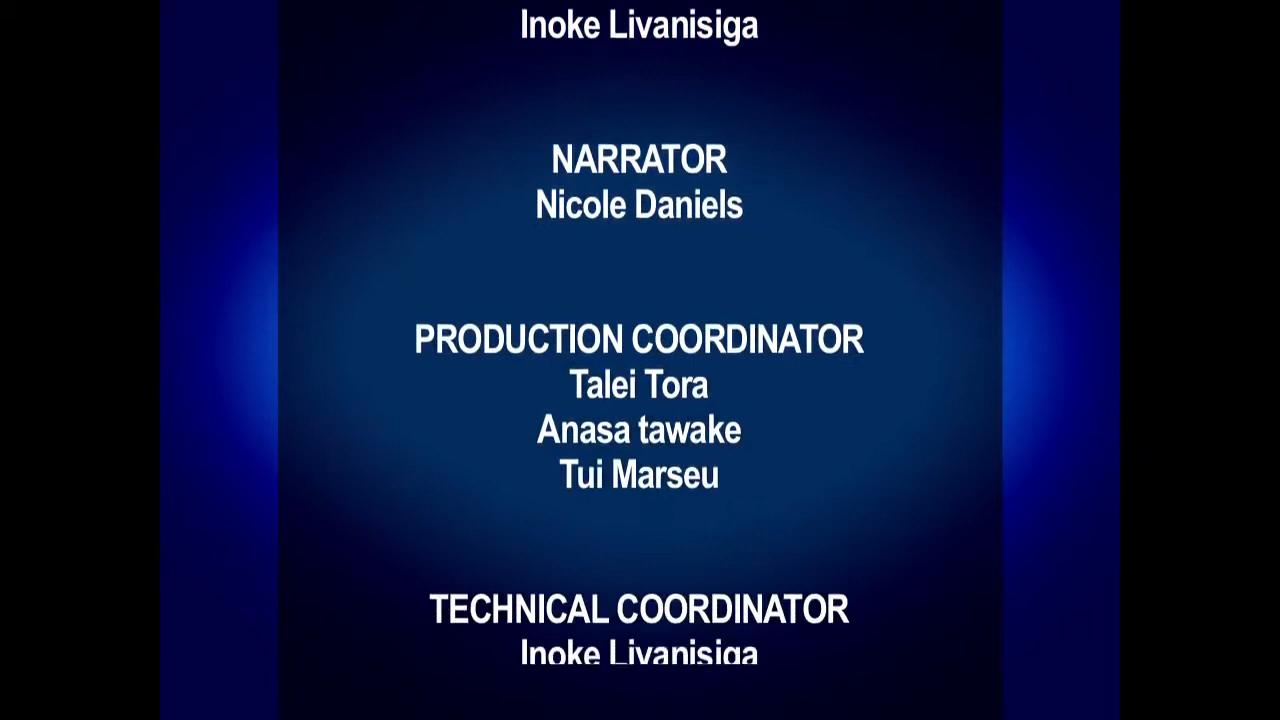 Inoke Livanisiga
NARRATOR
Nicole Daniels
PRODUCTION COORDINATOR
Talei Tora
Anasa tawake
Tui Marseu
TECHNICAL COORDINATOR
Inoke Livanisiga